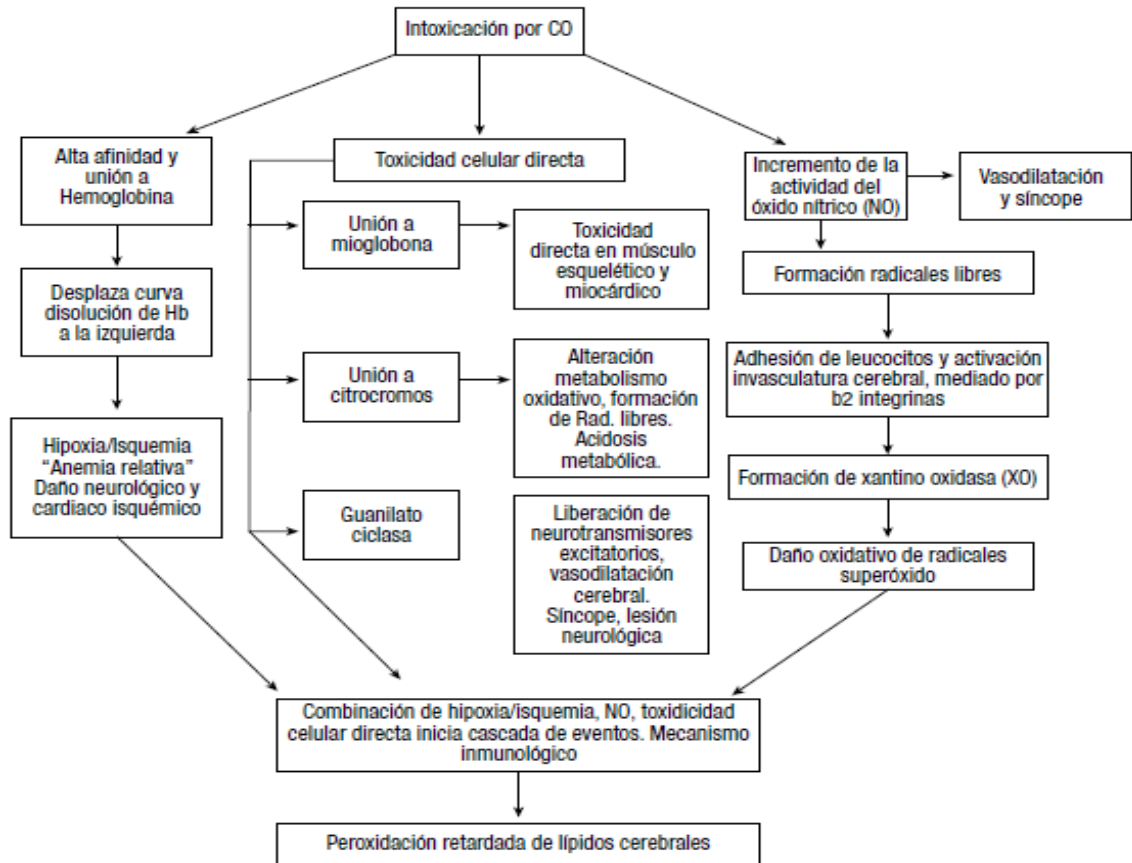 Intoxicación por CO
Alta afinidad y
unión a
Hemoglobina
Desplaza curva
disolución de Hb
a la izquierda
Hipoxia/Isquemia
“Anemia relativa”
Daño neurológico y
cardiaco isquémico
Toxicidad celular directa
Unión a
mioglobona
Toxicidad
directa en músculo
esquelético y
miocárdico
Unión a
citrocromos
Alteración
metabolismo
oxidativo, formación
de Rad. libres.
Acidosis
metabólica.
Guanilato
ciclasa
Liberación de
neurotransmisores
excitatorios,
vasodilatación
cerebral.
Síncope, lesión
neurológica
Incremento de la
actividad del
óxido nítrico (NO)
Vasodilatación
y síncope
Formación radicales libres
Adhesión de leucocitos y activación
invasculatura cerebral, mediado por
b2 integrinas
Formación de xantino oxidasa (XO)
Daño oxidativo de radicales
superóxido
Combinación de hipoxia/isquemia, NO, toxidicidad
celular directa inicia cascada de eventos. Mecanismo
inmunológico
Peroxidación retardada de lípidos cerebrales